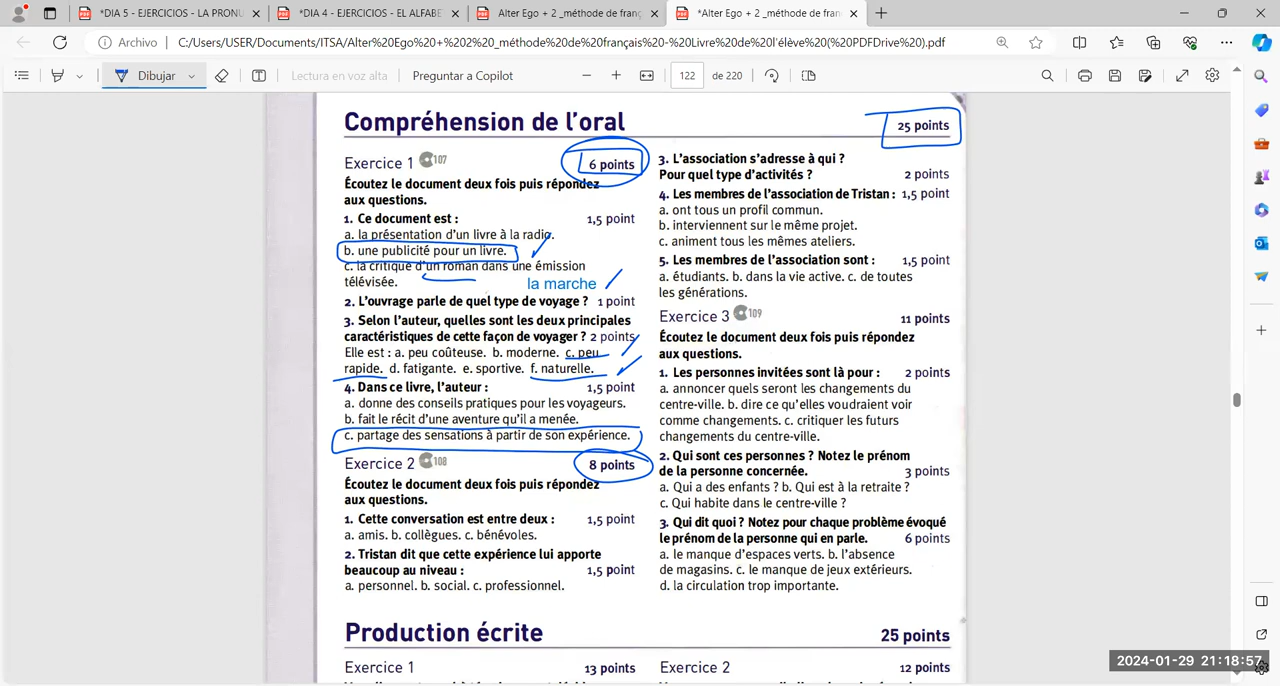 *DIA 5 - EJERCICIOS - LA PRONU
*DIA 4 - EJERCICIOS - EL ALFABE
Alter Ego + 2 _méthode de franç
*Alter Ego + 2 _méthode de fran
Archivo
C:/Users/USER/Documents/ITSA/Alter%20Ego%20+%202%20_méthode%20de%20français%20-%20Livre%20de%20l'élève%20(%20PDFDrive%20).pdf
Dibujar
Lectura en voz alta
Preguntar a Copilot
122
de 220
Compréhension de l'oral
25 points
Exercice 1 107
6 points
Écoutez le document deux fois puis répondez
aux questions.
1. Ce document est : 1,5 point
a. la présentation d'un livre à la radio.
b. une publicité pour un livre.
c. la critique d'un roman dans une émission
télévisée.
la marche
2. L'ouvrage parle de quel type de voyage ? 1 point
3. Selon l'auteur, quelles sont les deux principales
caractéristiques de cette façon de voyager ? 2 points
Elle est : a. peu coûteuse. b. moderne. c. peu
rapide. d. fatigante. e. sportive. f. naturelle.
4. Dans ce livre, l'auteur : 1,5 point
a. donne des conseils pratiques pour les voyageurs.
b. fait le récit d'une aventure qu'il a menée.
c. partage des sensations à partir de son expérience.
Exercice 2 108
8 points
Écoutez le document deux fois puis répondez
aux questions.
1. Cette conversation est entre deux : 1,5 point
a. amis. b. collègues. c. bénévoles.
2. Tristan dit que cette expérience lui apporte
beaucoup au niveau : 1,5 point
a. personnel. b. social. c. professionnel.
3. L'association s'adresse à qui ?
Pour quel type d'activités ? 2 points
4. Les membres de l'association de Tristan : 1,5 point
a. ont tous un profil commun.
b. interviennent sur le même projet.
c. animent tous les mêmes ateliers.
5. Les membres de l'association sont : 1,5 point
a. étudiants. b. dans la vie active. c. de toutes
les générations.
Exercice 3 109
11 points
Écoutez le document deux fois puis répondez
aux questions.
1. Les personnes invitées sont là pour : 2 points
a. annoncer quels seront les changements du
centre-ville. b. dire ce qu'elles voudraient voir
comme changements. c. critiquer les futurs
changements du centre-ville.
2. Qui sont ces personnes ? Notez le prénom
de la personne concernée. 3 points
a. Qui a des enfants ? b. Qui est à la retraite ?
c. Qui habite dans le centre-ville ?
3. Qui dit quoi ? Notez pour chaque problème évoqué
le prénom de la personne qui en parle. 6 points
a. le manque d'espaces verts. b. l'absence
de magasins. c. le manque de jeux extérieurs.
d. la circulation trop importante.
Production écrite
25 points
Exercice 1 13 points
Exercice 2 12 points
2024-01-29 21:18:57